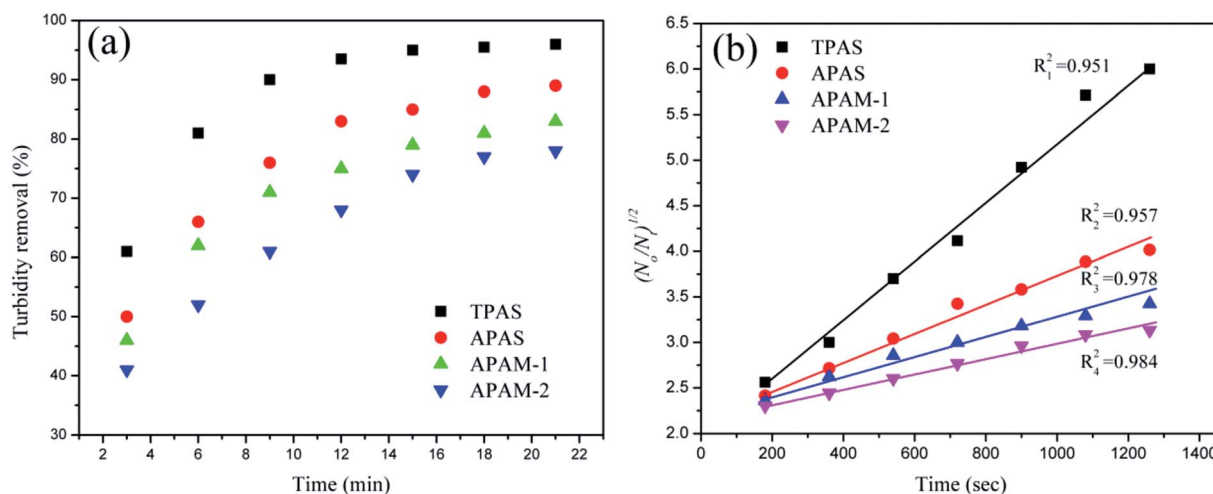 (a)
Turbidity removal (%)
100
90
80
70
60
50
40
30
2 4 6 8 10 12 14 16 18 20 22
Time (min)
TPAS
APAS
APAM-1
APAM-2
(b)
(N₀/Nₜ)^1/2
6.5
6.0
5.5
5.0
4.5
4.0
3.5
3.0
2.5
2.0
0 200 400 600 800 1000 1200 1400
Time (sec)
TPAS
APAS
APAM-1
APAM-2
R₁²=0.951
R₂²=0.957
R₃²=0.978
R₄²=0.984